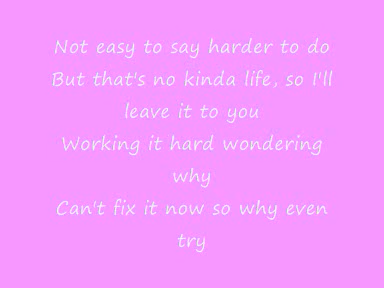 Not easy to say harder to do
But that's no kinda life, so I'll
leave it to you
Working it hard wondering
why
Can't fix it now so why even
try